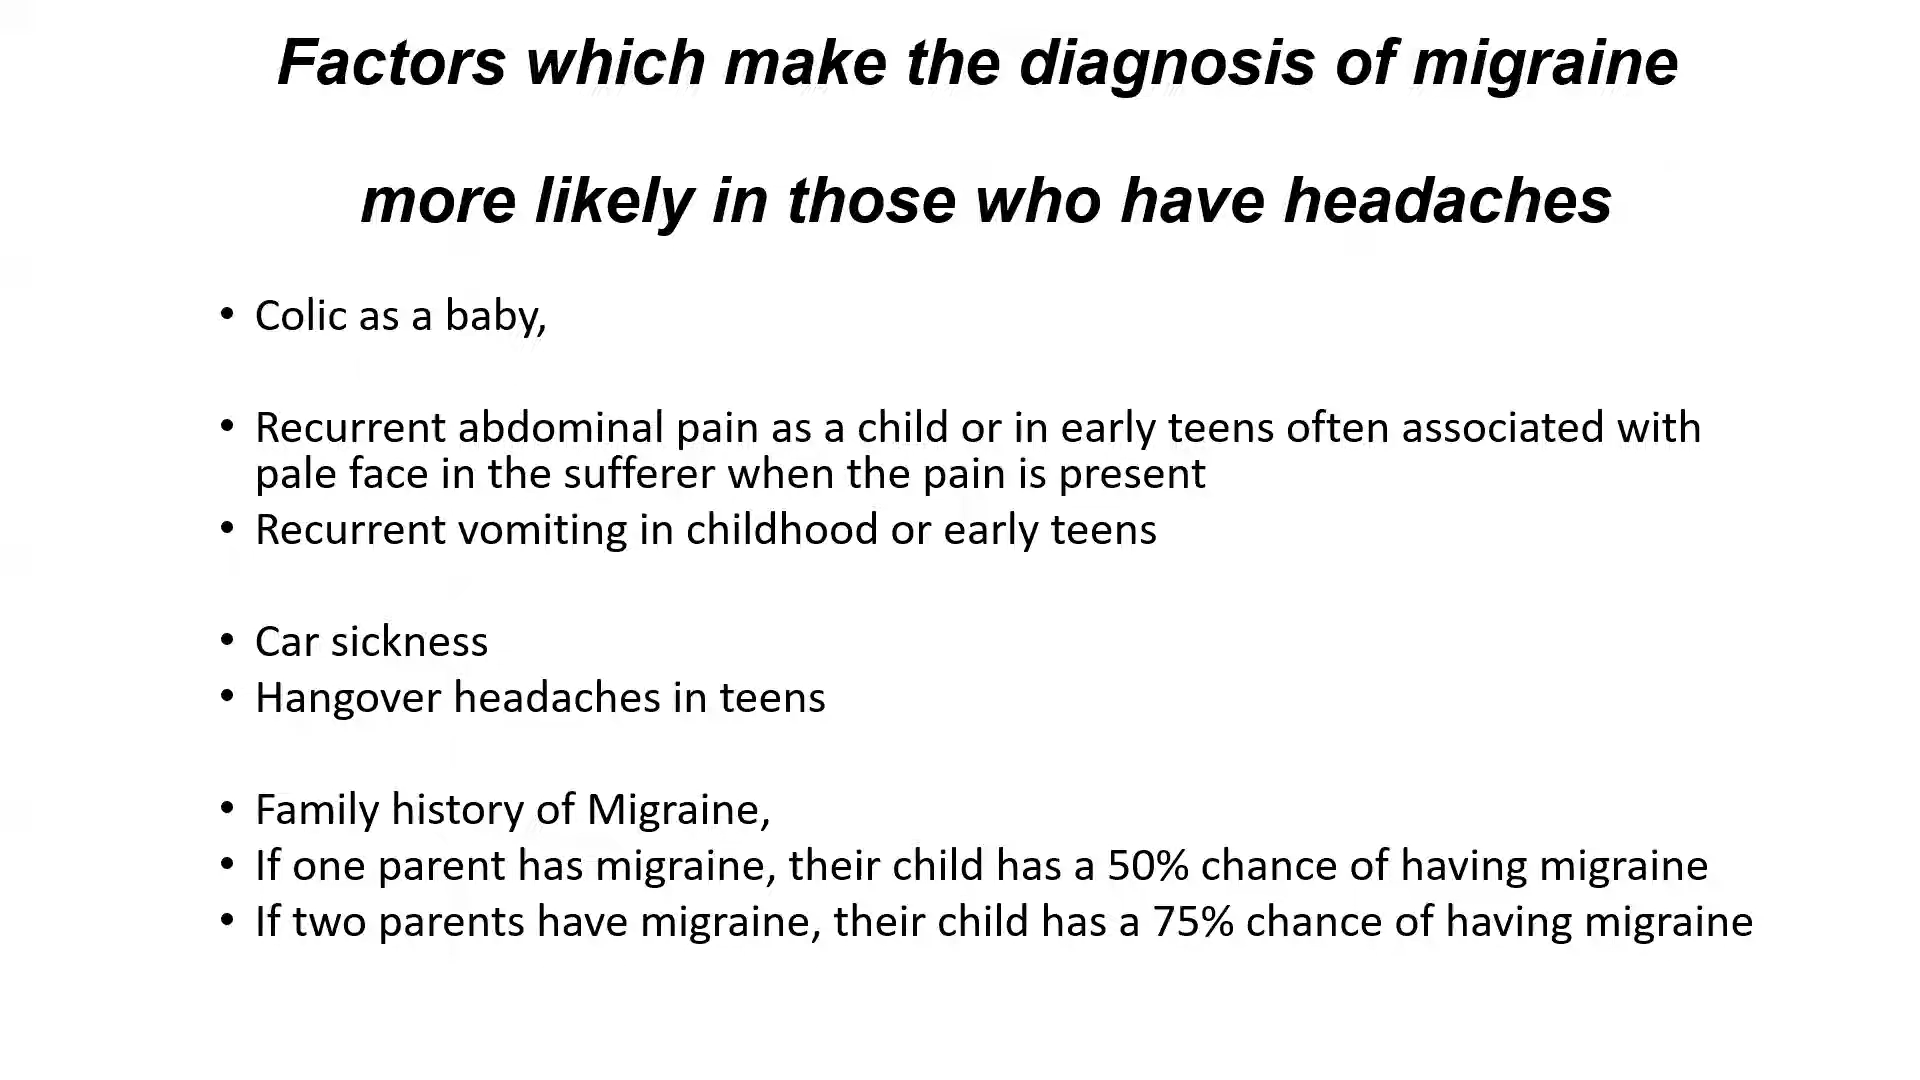 Factors which make the diagnosis of migraine
more likely in those who have headaches
• Colic as a baby,
• Recurrent abdominal pain as a child or in early teens often associated with
pale face in the sufferer when the pain is present
• Recurrent vomiting in childhood or early teens
• Car sickness
• Hangover headaches in teens
• Family history of Migraine,
• If one parent has migraine, their child has a 50% chance of having migraine
• If two parents have migraine, their child has a 75% chance of having migraine